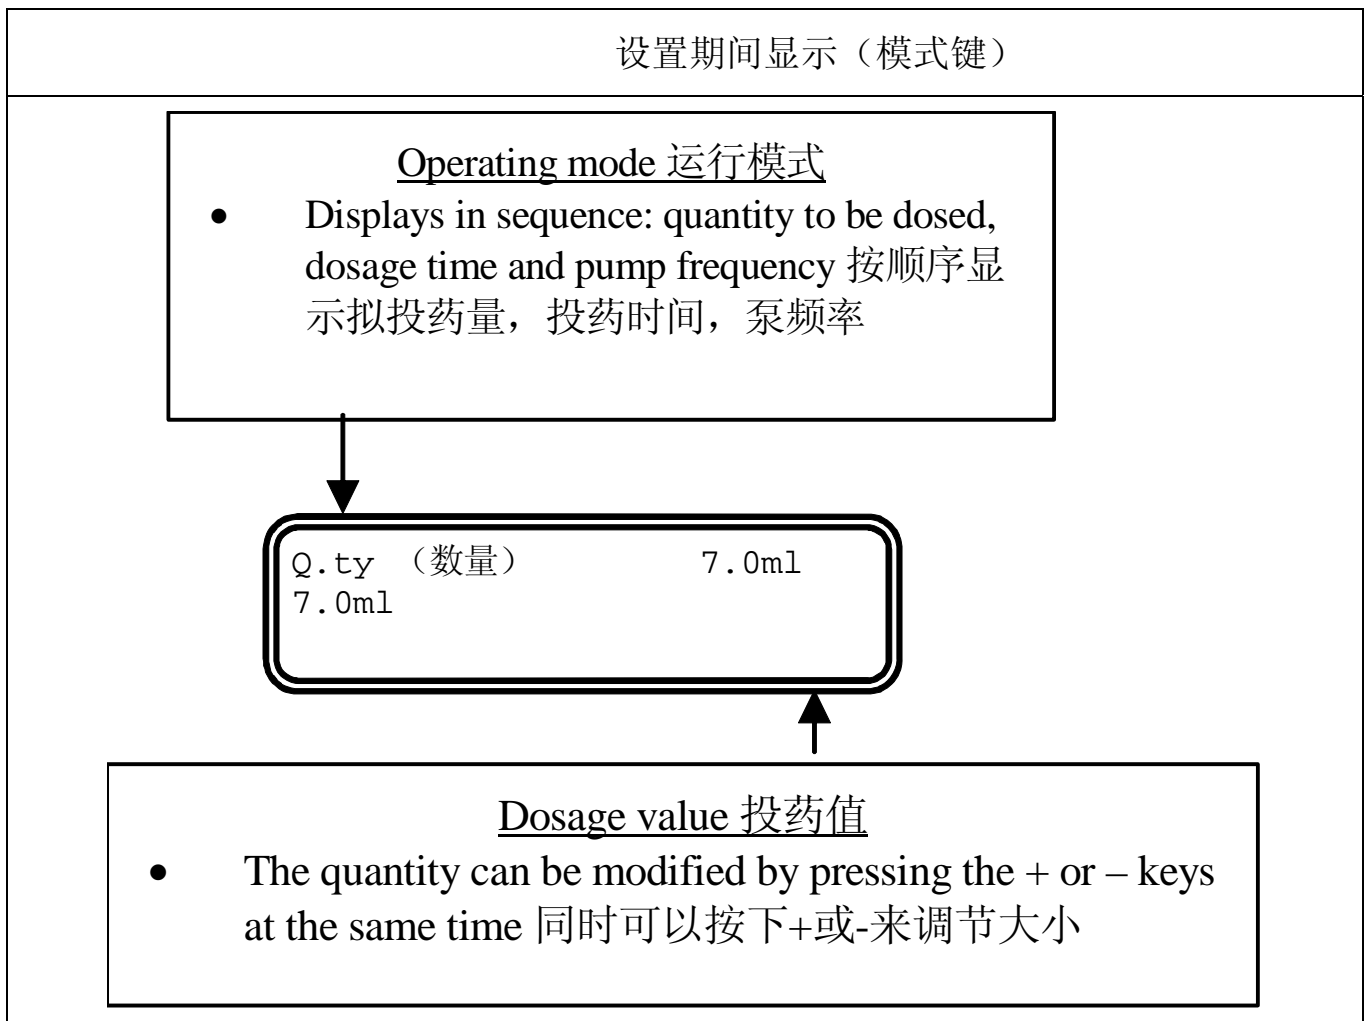 设置期间显示（模式键）
Operating mode 运行模式
• Displays in sequence: quantity to be dosed,
dosage time and pump frequency 按顺序显
示拟投药量，投药时间，泵频率
Q.ty （数量） 7.0ml
7.0ml
Dosage value 投药值
• The quantity can be modified by pressing the + or – keys
at the same time 同时可以按下+或-来调节大小